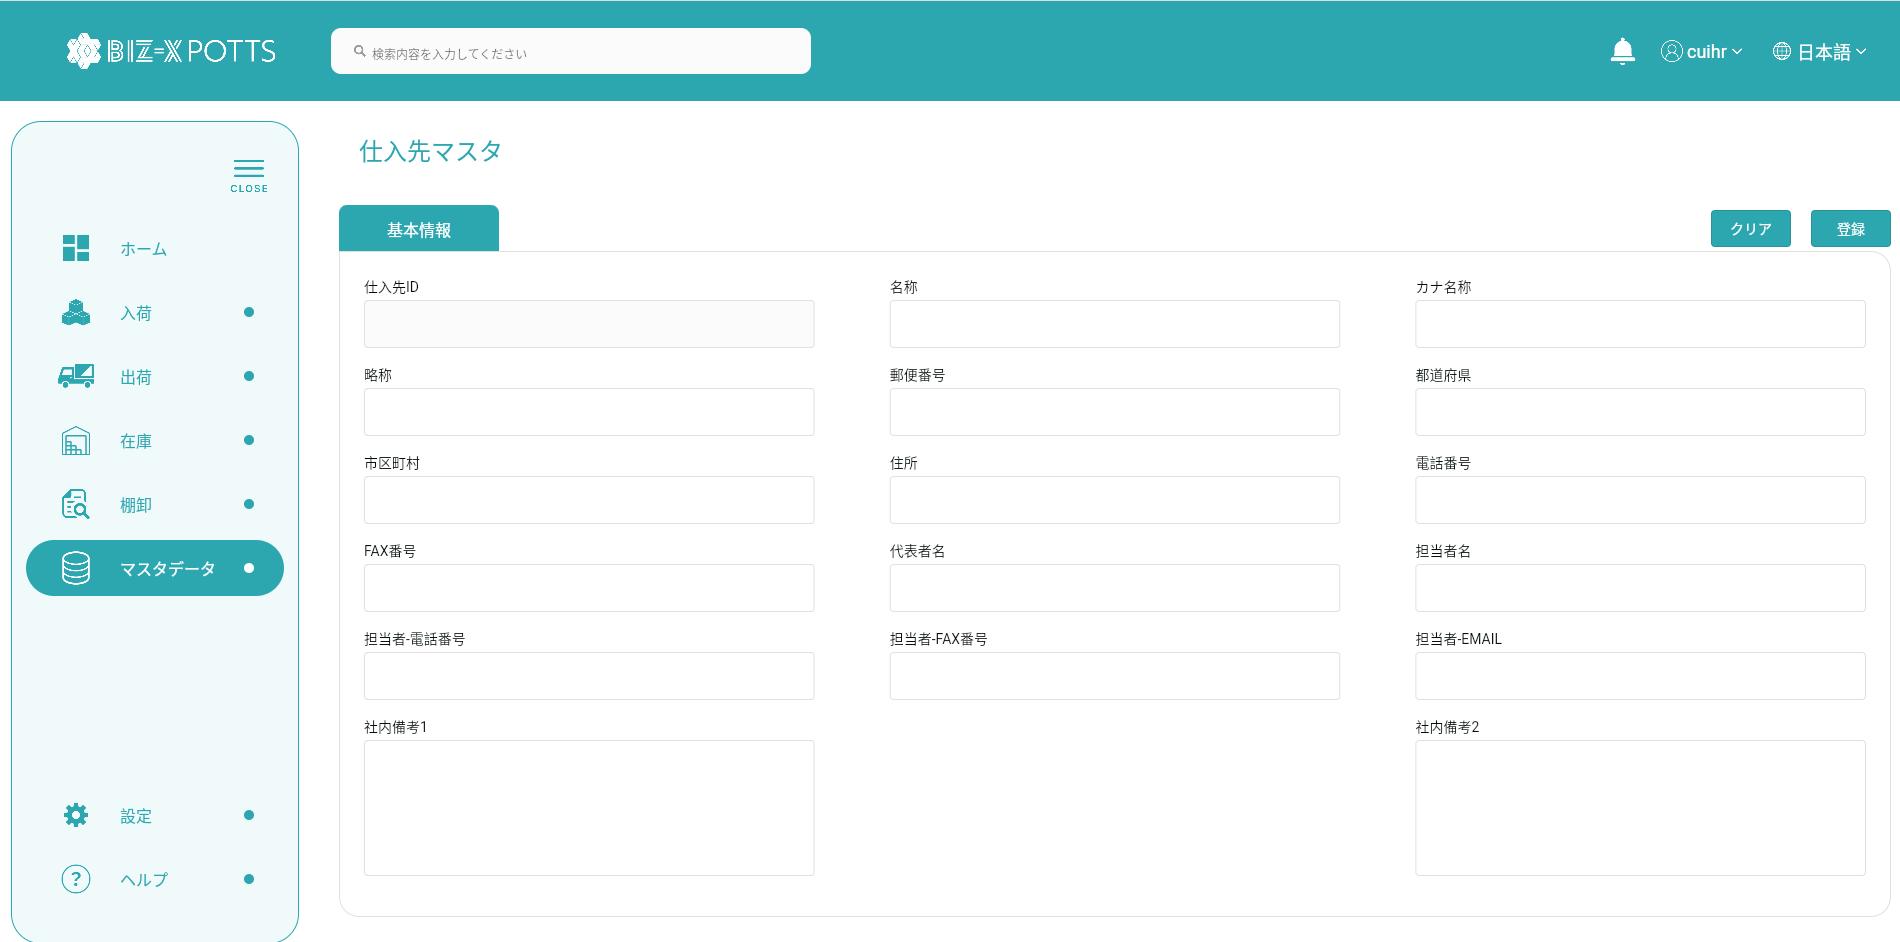 BIZ-X POTTS
検索内容を入力してください
cuihr
日本語
CLOSE
ホーム
入荷
出荷
在庫
棚卸
マスタデータ
設定
ヘルプ
仕入先マスタ
基本情報
クリア
登録
仕入先ID
名称
カナ名称
略称
郵便番号
都道府県
市区町村
住所
電話番号
FAX番号
代表者名
担当者名
担当者-電話番号
担当者-FAX番号
担当者-EMAIL
社内備考1
社内備考2